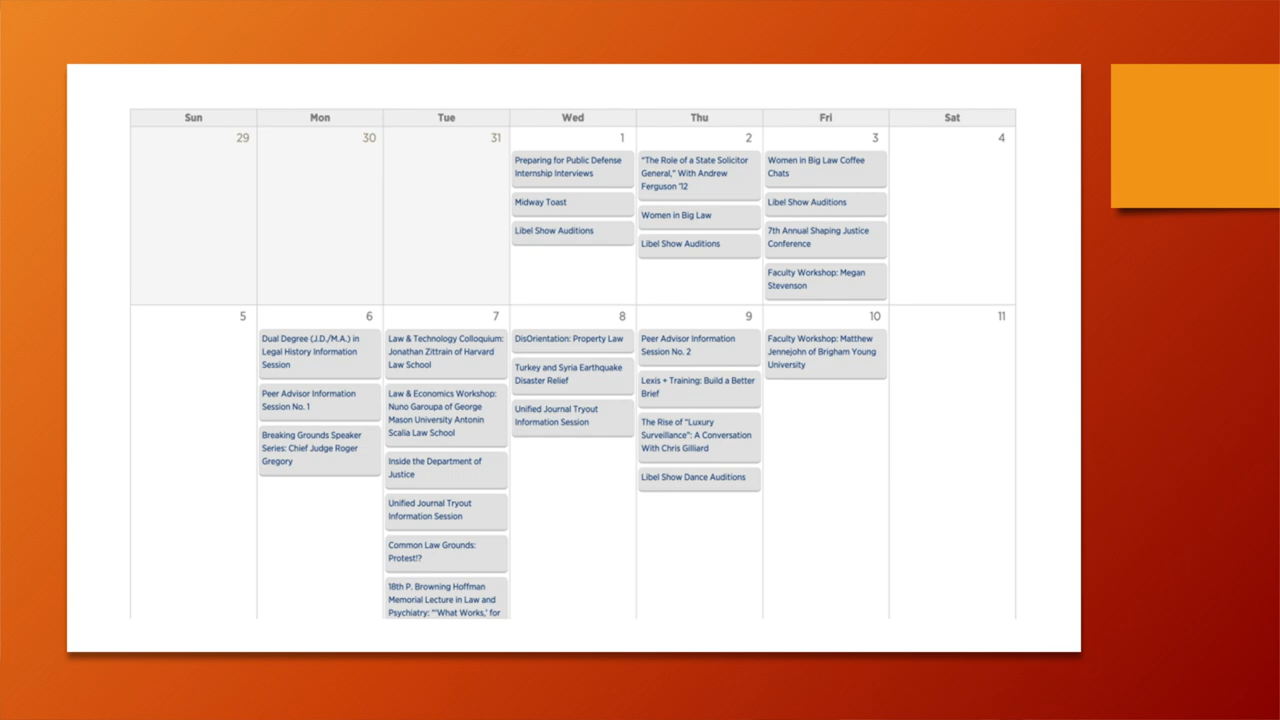 Sun
Mon
Tue
Wed
Thu
Fri
Sat
29
30
31
1
Preparing for Public Defense
Internship Interviews
Midway Toast
Libel Show Auditions
2
"The Role of a State Solicitor
General," With Andrew
Ferguson '12
Women in Big Law
Libel Show Auditions
3
Women in Big Law Coffee
Chats
Libel Show Auditions
7th Annual Shaping Justice
Conference
Faculty Workshop: Megan
Stevenson
4
5
6
Dual Degree (J.D./M.A.) in
Legal History Information
Session
Peer Advisor Information
Session No. 1
Breaking Grounds Speaker
Series: Chief Judge Roger
Gregory
7
Law & Technology Colloquium:
Jonathan Zittrain of Harvard
Law School
Law & Economics Workshop:
Nuno Garoupa of George
Mason University Antonin
Scalia Law School
Inside the Department of
Justice
Unified Journal Tryout
Information Session
Common Law Grounds:
Protest!?
18th P. Browning Hoffman
Memorial Lecture in Law and
Psychiatry: "'What Works,' for
8
DisOrientation: Property Law
Turkey and Syria Earthquake
Disaster Relief
Unified Journal Tryout
Information Session
9
Peer Advisor Information
Session No. 2
Lexis + Training: Build a Better
Brief
The Rise of "Luxury
Surveillance": A Conversation
With Chris Gilliard
Libel Show Dance Auditions
10
Faculty Workshop: Matthew
Jennejohn of Brigham Young
University
11